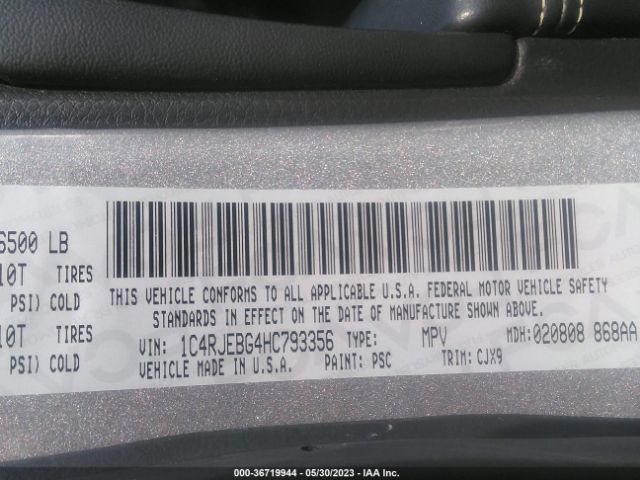 6500 LB
10T TIRES
PSI) COLD
10T TIRES
PSI) COLD
THIS VEHICLE CONFORMS TO ALL APPLICABLE U.S.A. FEDERAL MOTOR VEHICLE SAFETY
STANDARDS IN EFFECT ON THE DATE OF MANUFACTURE SHOWN ABOVE.
VIN: 1C4RJEBG4HC793356 TYPE: MPV MDH:020808 868AA
VEHICLE MADE IN U.S.A. PAINT: PSC TRIM: CJX9
000-36719944 - 05/30/2023 - IAA Inc.